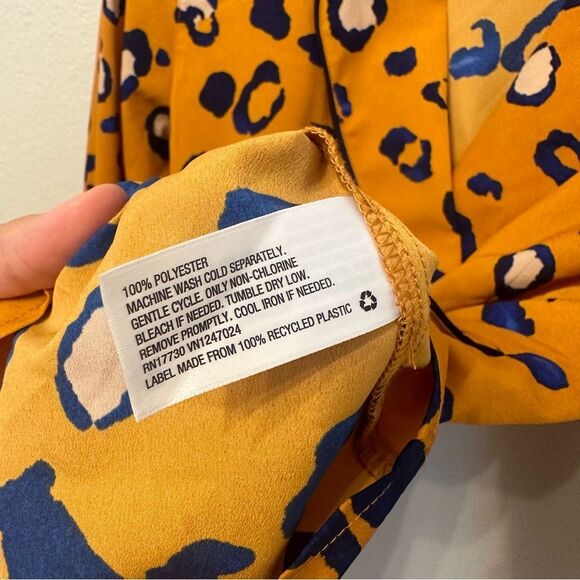 100% POLYESTER
MACHINE WASH COLD SEPARATELY.
GENTLE CYCLE. ONLY NON-CHLORINE
BLEACH IF NEEDED. TUMBLE DRY LOW.
REMOVE PROMPTLY. COOL IRON IF NEEDED.
RN17730 VN1247024
LABEL MADE FROM 100% RECYCLED PLASTIC